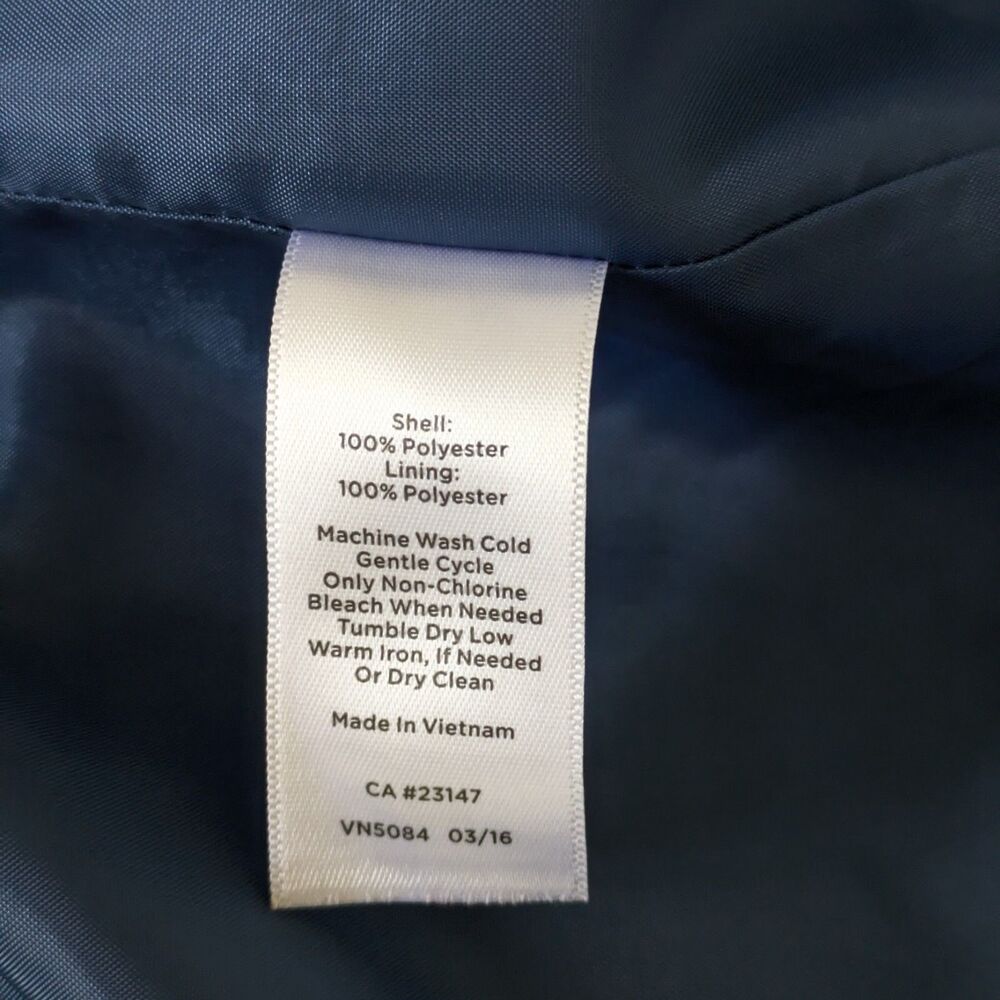 Shell:
100% Polyester
Lining:
100% Polyester
Machine Wash Cold
Gentle Cycle
Only Non-Chlorine
Bleach When Needed
Tumble Dry Low
Warm Iron, If Needed
Or Dry Clean
Made In Vietnam
CA #23147
VN5084 03/16